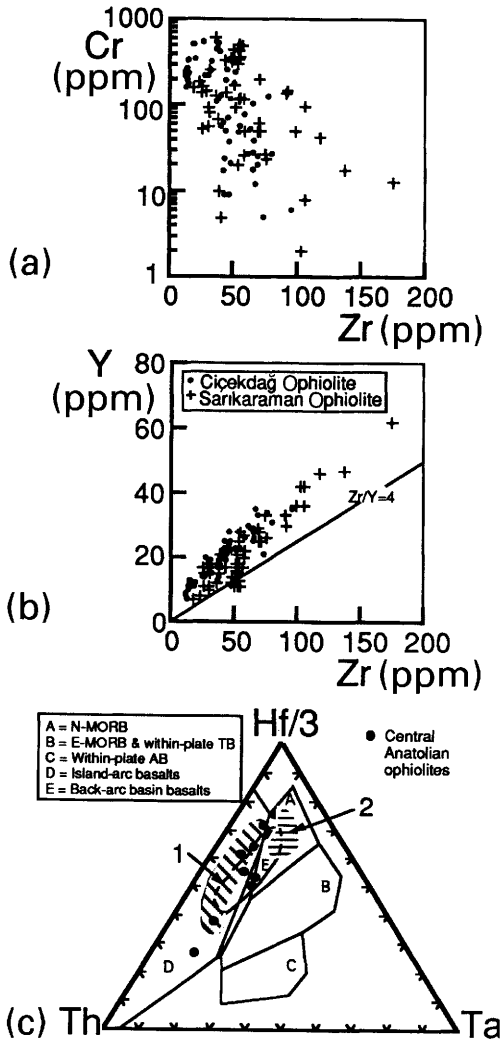 1000
Cr
(ppm)
100
10
(a)
1
0 50 100 150 200
Zr (ppm)
Y
80
(ppm)
Ciçekdağ Ophiolite
Sarıkaraman Ophiolite
60
40
Zr/Y=4
20
(b)
0
0 50 100 150 200
Zr (ppm)
A = N-MORB
B = E-MORB & within-plate TB
C = Within-plate AB
D = Island-arc basalts
E = Back-arc basin basalts
Hf/3
Central
Anatolian
ophiolites
A
2
1
E
B
D
C
(c) Th Ta